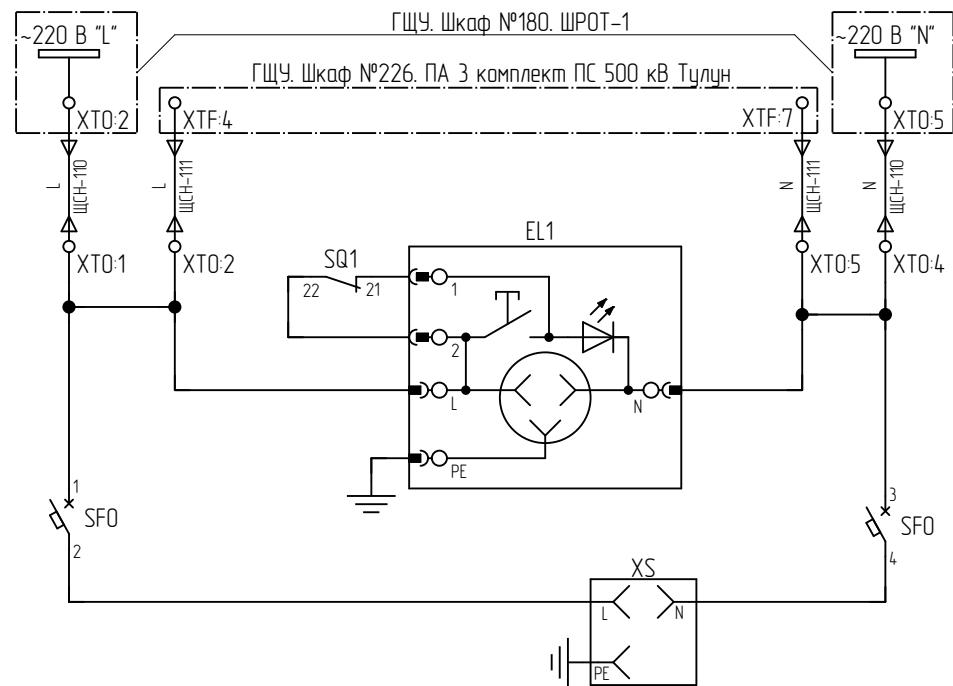 ГЩУ. Шкаф №180. ШРОТ-1
~220 В "L"
~220 В "N"
ГЩУ. Шкаф №226. ПА 3 комплект ПС 500 кВ Тулун
XT0:2
XTF:4
XTF:7
XT0:5
L
ЩСН-110
L
ЩСН-111
N
ЩСН-111
N
ЩСН-110
XT0:1
XT0:2
EL1
XT0:5
XT0:4
SQ1
22
21
1
2
L
N
PE
1
SF0
2
3
SF0
4
XS
L
N
PE